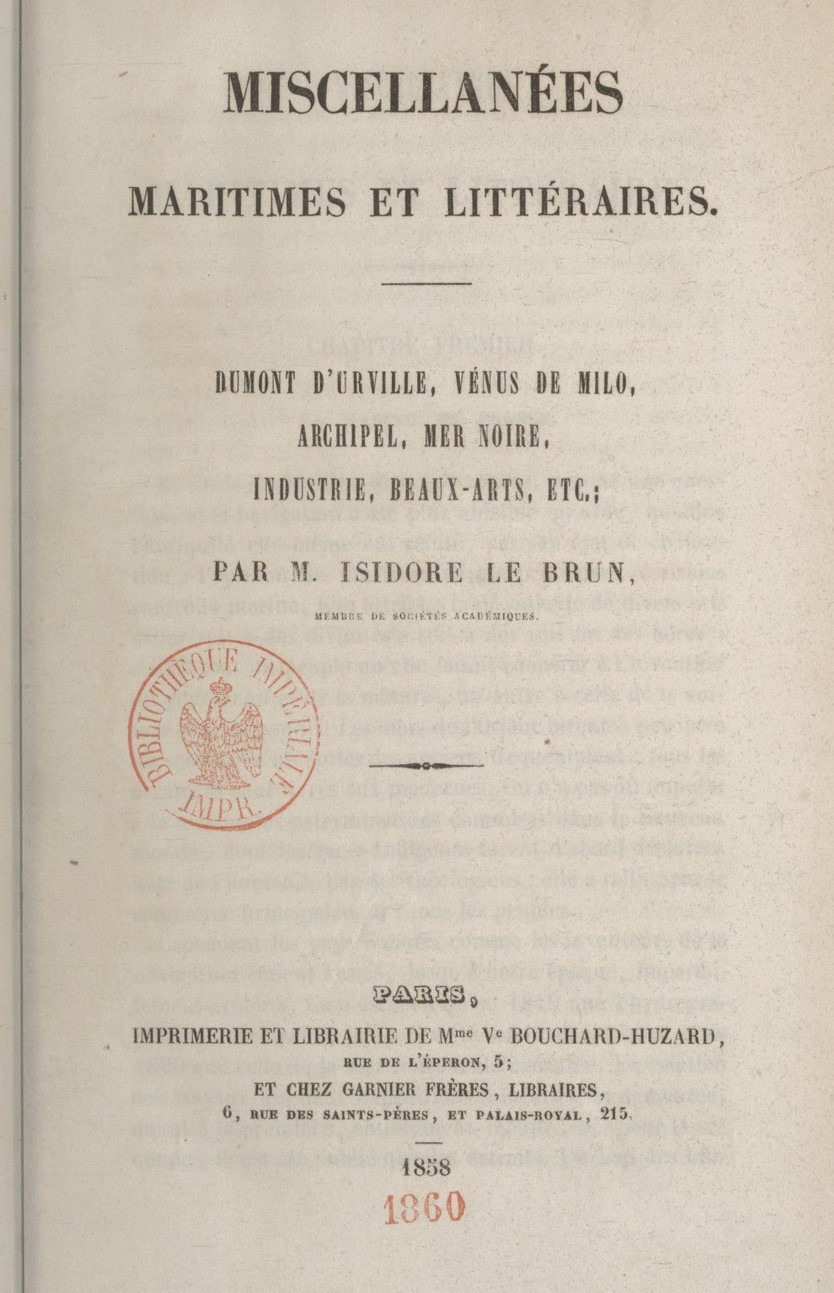 MISCELLANÉES
MARITIMES ET LITTÉRAIRES.
DUMONT D'URVILLE, VÉNUS DE MILO,
ARCHIPEL, MER NOIRE,
INDUSTRIE, BEAUX-ARTS, ETC.;
PAR M. ISIDORE LE BRUN,
MEMBRE DE SOCIÉTÉS ACADÉMIQUES.
BIBLIOTHÈQUE IMPÉRIALE
IMPR.
PARIS,
IMPRIMERIE ET LIBRAIRIE DE Mme Ve BOUCHARD-HUZARD,
RUE DE L'ÉPERON, 5;
ET CHEZ GARNIER FRÈRES, LIBRAIRES,
6, RUE DES SAINTS-PÈRES, ET PALAIS-ROYAL, 215.
1858
1860